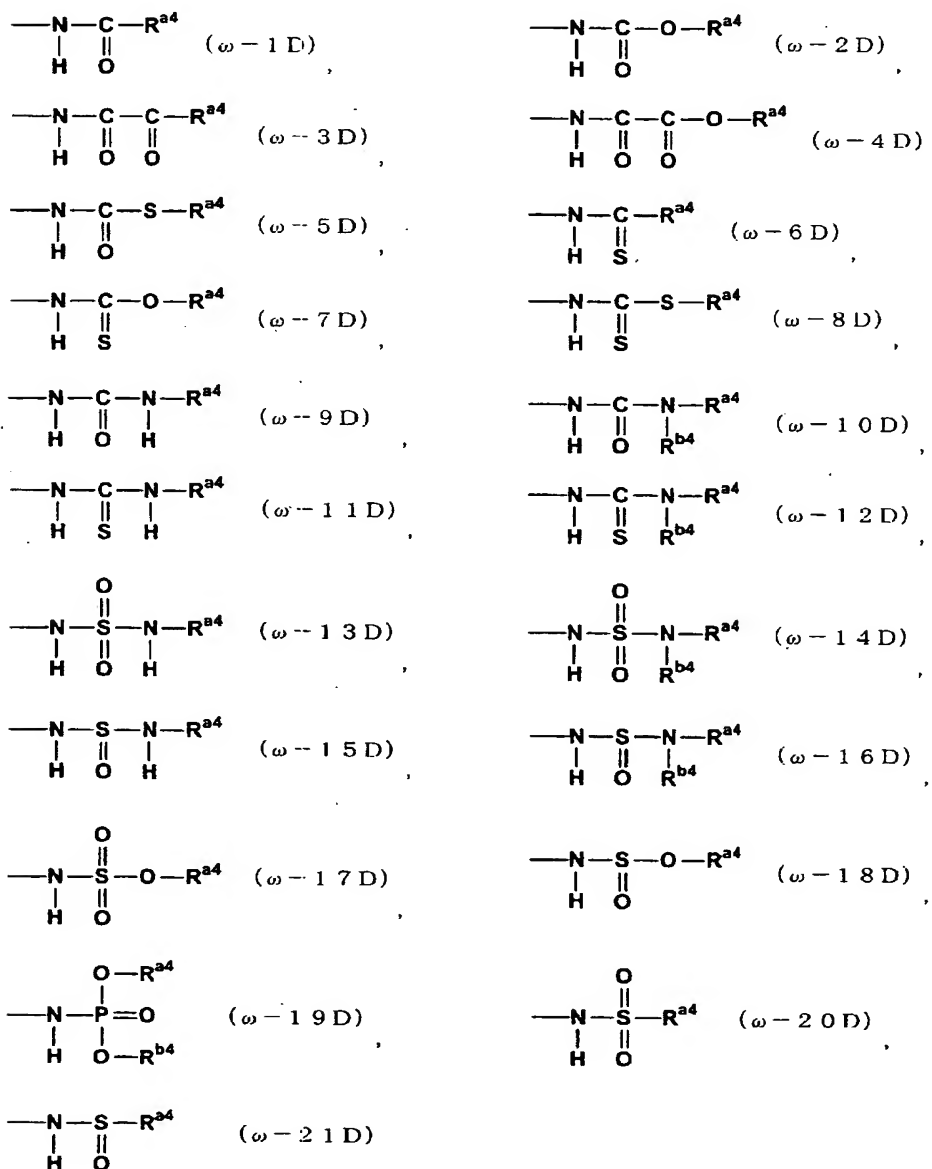 —N—C—R^a4 (ω-1D), —N—C—O—R^a4 (ω-2D),
H O H O
—N—C—C—R^a4 (ω-3D), —N—C—C—O—R^a4 (ω-4D)
H O O H O O
—N—C—S—R^a4 (ω-5D), —N—C—R^a4 (ω-6D),
H O H S
—N—C—O—R^a4 (ω-7D), —N—C—S—R^a4 (ω-8D),
H S H S
—N—C—N—R^a4 (ω-9D), —N—C—N—R^a4 (ω-10D),
H O H H O R^b4
—N—C—N—R^a4 (ω-11D), —N—C—N—R^a4 (ω-12D),
H S H H S R^b4
O O
—N—S—N—R^a4 (ω-13D), —N—S—N—R^a4 (ω-14D),
H O H H O R^b4
—N—S—N—R^a4 (ω-15D), —N—S—N—R^a4 (ω-16D),
H O H H O R^b4
O
—N—S—O—R^a4 (ω-17D), —N—S—O—R^a4 (ω-18D),
H O H O
O—R^a4 O
—N—P=O (ω-19D), —N—S—R^a4 (ω-20D),
H O—R^b4 H O
—N—S—R^a4 (ω-21D)
H O